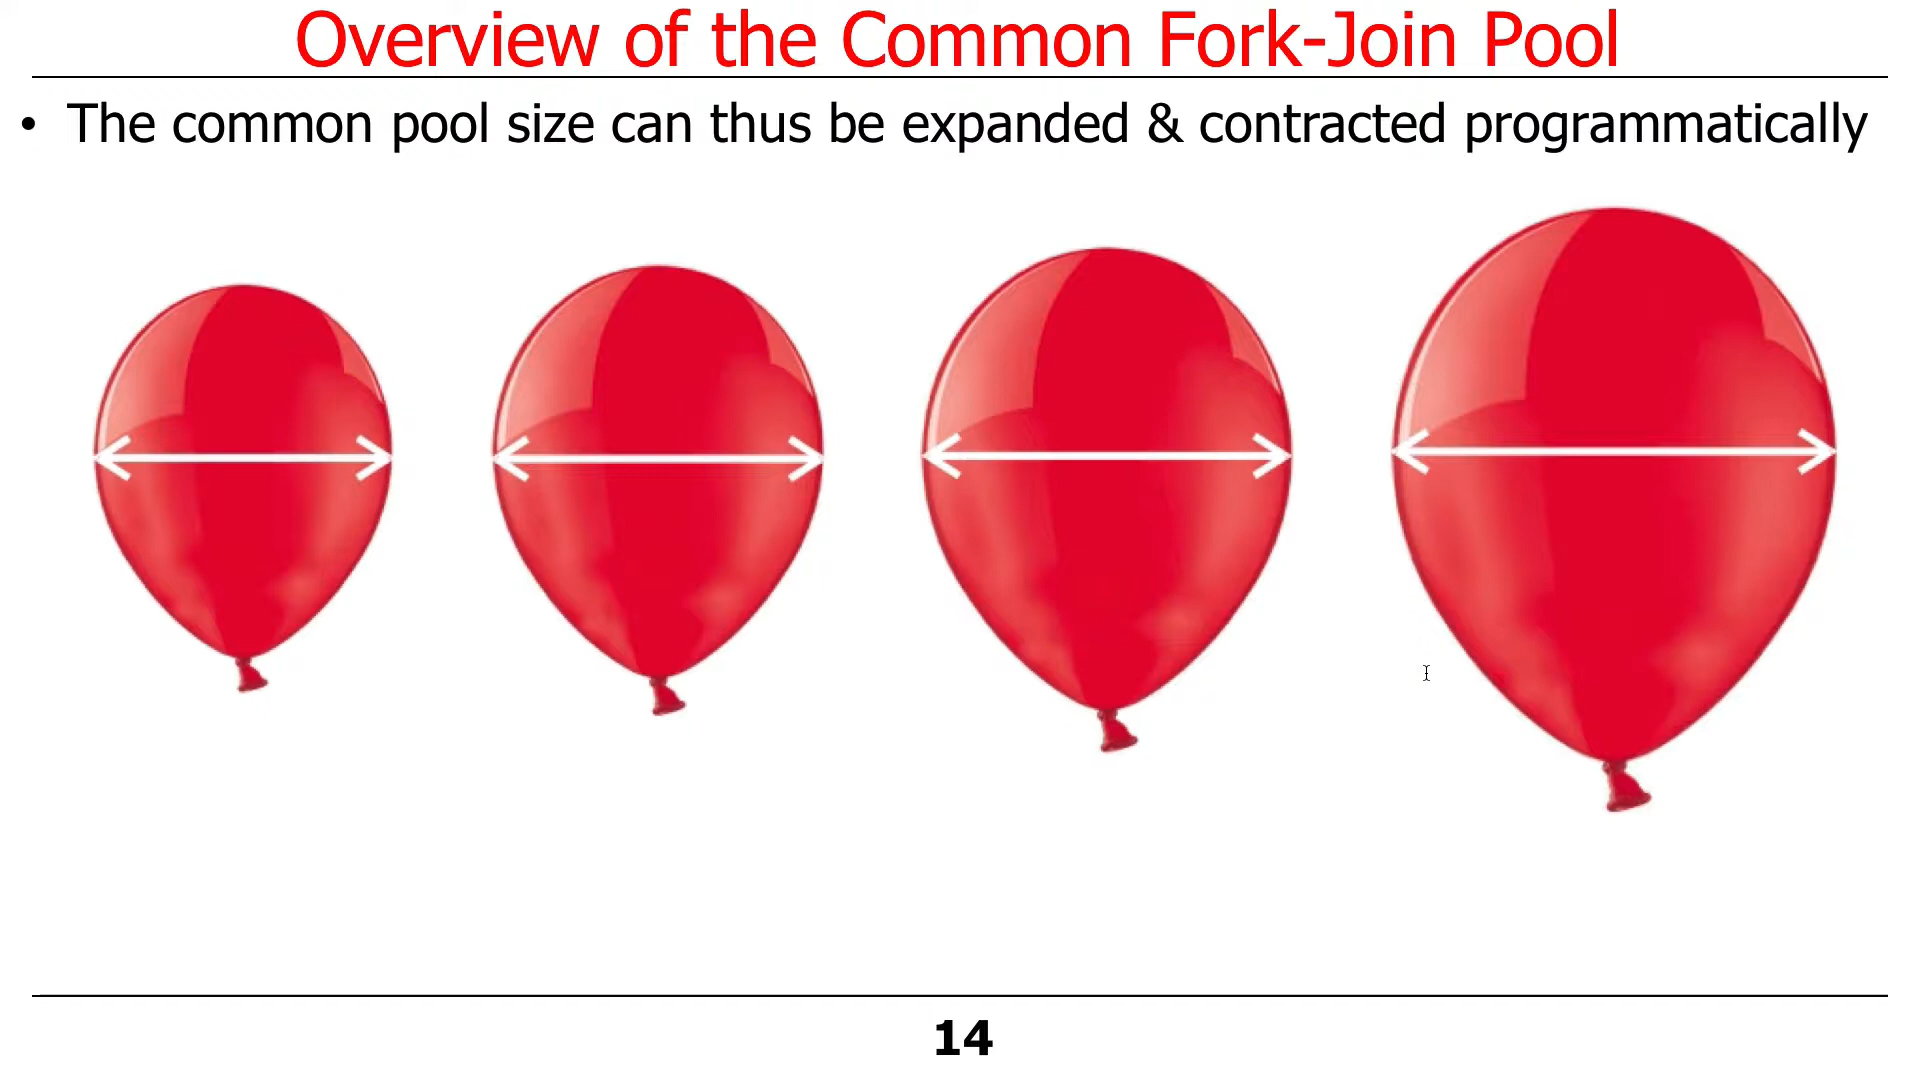 Overview of the Common Fork-Join Pool
• The common pool size can thus be expanded & contracted programmatically
14